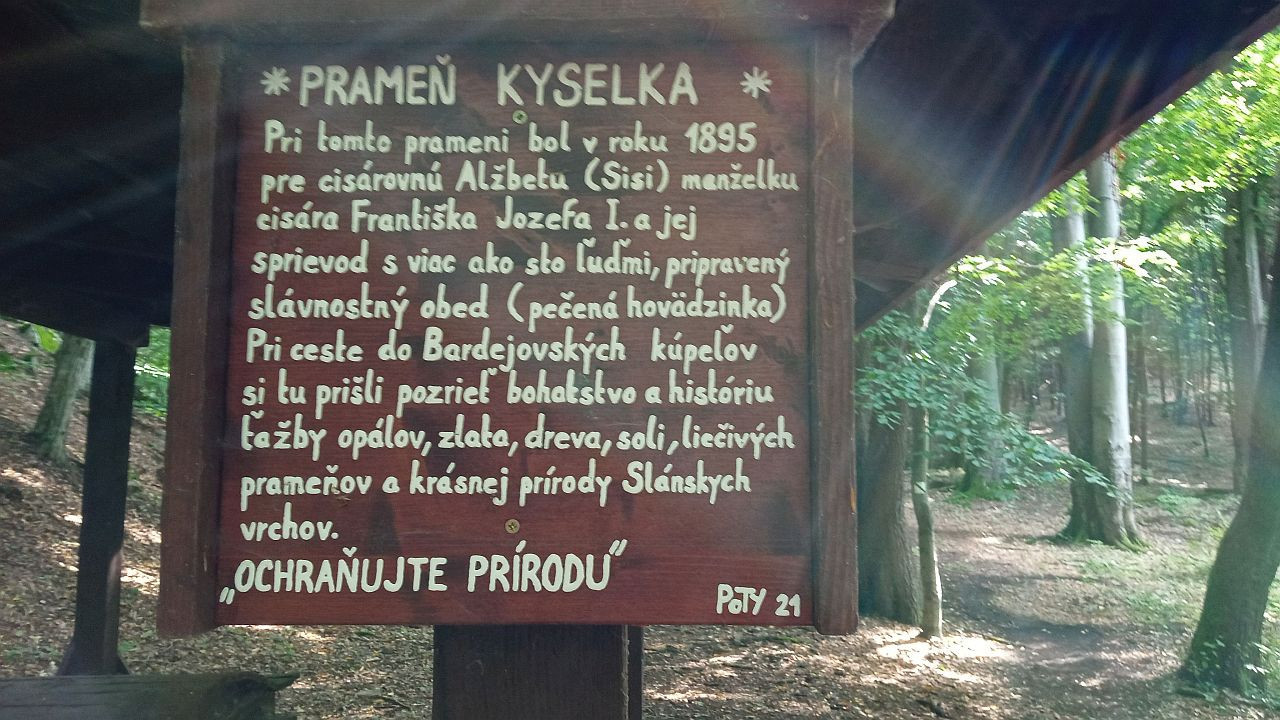 * PRAMEŇ KYSELKA *
Pri tomto prameni bol v roku 1895
pre cisárovnú Alžbetu (Sisi) manželku
cisára Františka Jozefa I. a jej
sprievod s viac ako sto ľuďmi, pripravený
slávnostný obed (pečená hovädzinka)
Pri ceste do Bardejovských kúpeľov
si tu prišli pozrieť bohatstvo a históriu
ťažby opálov, zlata, dreva, soli, liečivých
prameňov a krásnej prírody Slánskych
vrchov.
„OCHRAŇUJTE PRÍRODU"
PoTY 21